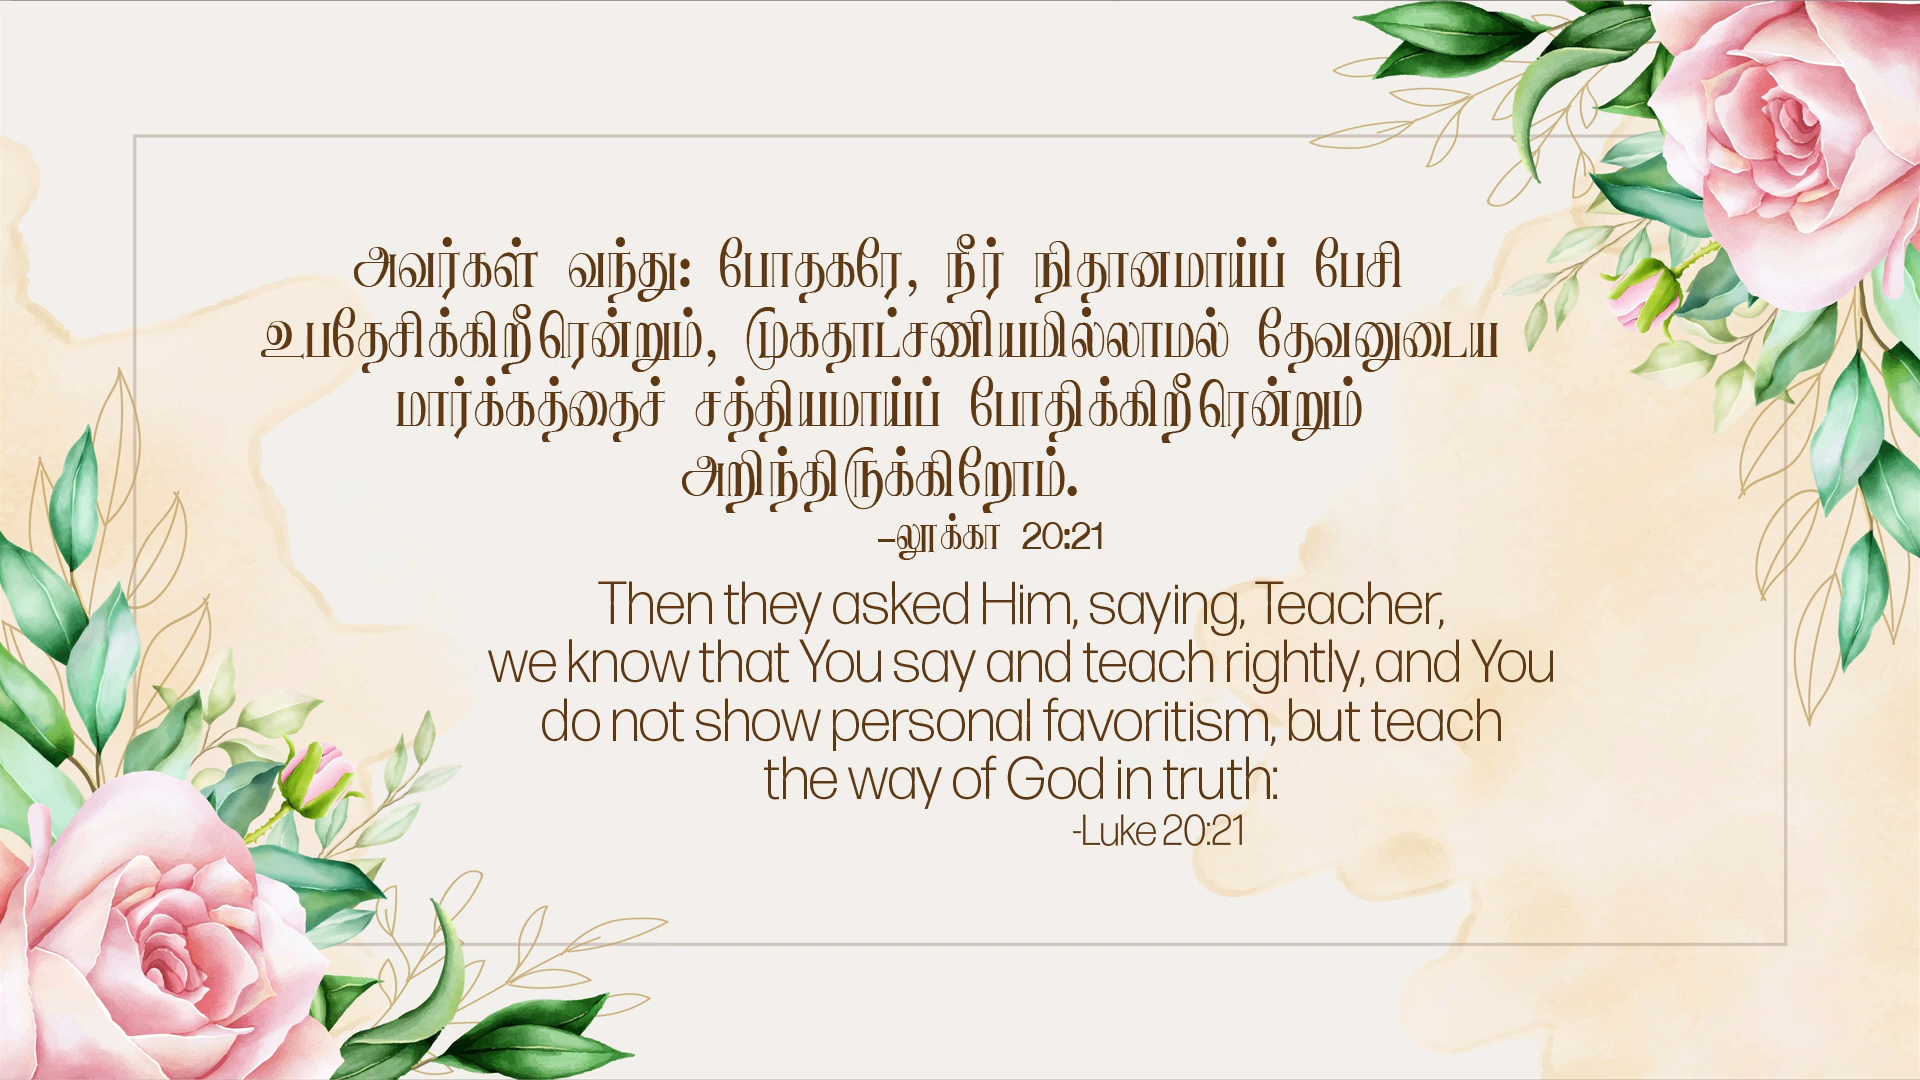 அவர்கள் வந்து: போதகரே, நீர் நிதானமாய்ப் பேசி
உபதேசிக்கிறீரென்றும், முகதாட்சணியமில்லாமல் தேவனுடைய
மார்க்கத்தைச் சத்தியமாய்ப் போதிக்கிறீரென்றும்
அறிந்திருக்கிறோம்.
-லூக்கா 20:21
Then they asked Him, saying, Teacher,
we know that You say and teach rightly, and You
do not show personal favoritism, but teach
the way of God in truth:
-Luke 20:21